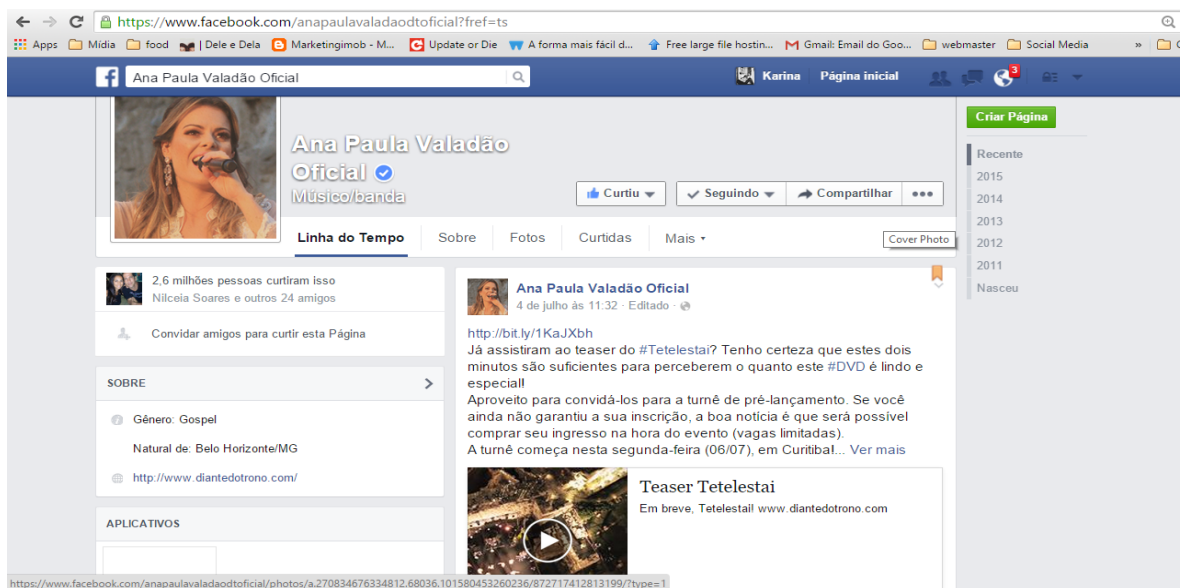 https://www.facebook.com/anapaulavaladaodtoficial?fref=ts
Apps Mídia food | Dele e Dela Marketingimob - M... Update or Die A forma mais fácil d... Free large file hostin... Gmail: Email do Goo... webmaster Social Media »
Ana Paula Valadão Oficial
Karina Página inicial 3
Ana Paula Valadão
Oficial
Músico/banda
Curtiu Seguindo Compartilhar
Linha do Tempo Sobre Fotos Curtidas Mais
Cover Photo
Criar Página
Recente
2015
2014
2013
2012
2011
Nasceu
2,6 milhões pessoas curtiram isso
Nilceia Soares e outros 24 amigos
Convidar amigos para curtir esta Página
SOBRE
Gênero: Gospel
Natural de: Belo Horizonte/MG
http://www.diantedotrono.com/
APLICATIVOS
Ana Paula Valadão Oficial
4 de julho às 11:32 · Editado ·
http://bit.ly/1KaJXbh
Já assistiram ao teaser do #Tetelestai? Tenho certeza que estes dois
minutos são suficientes para perceberem o quanto este #DVD é lindo e
especial!
Aproveito para convidá-los para a turnê de pré-lançamento. Se você
ainda não garantiu a sua inscrição, a boa notícia é que será possível
comprar seu ingresso na hora do evento (vagas limitadas).
A turnê começa nesta segunda-feira (06/07), em Curitiba!... Ver mais
Teaser Tetelestai
Em breve, Tetelestai! www.diantedotrono.com
https://www.facebook.com/anapaulavaladaodtoficial/photos/a.270834676334812.68036.101580453260236/872717412813199/?type=1